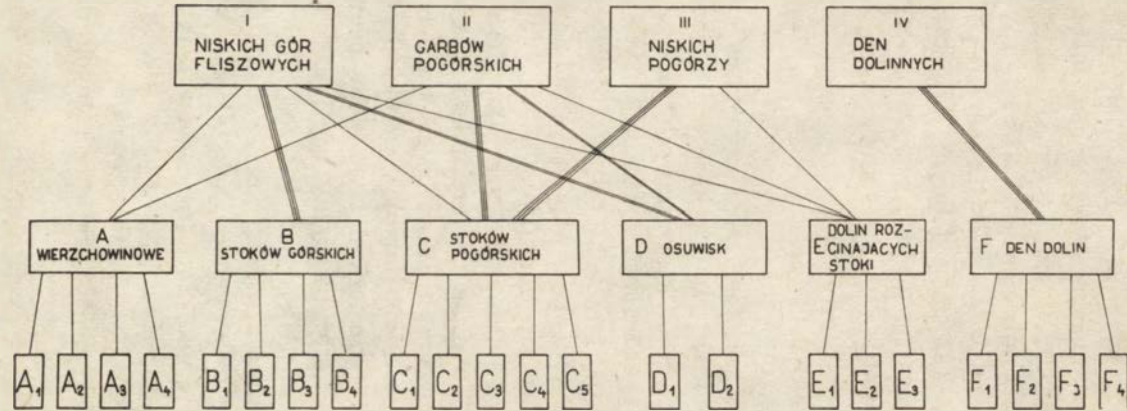 I
NISKICH GÓR
FLISZOWYCH
II
GARBÓW
POGÓRSKICH
III
NISKICH
POGÓRZY
IV
DEN
DOLINNYCH
A
WIERZCHOWINOWE
B
STOKÓW GÓRSKICH
C STOKÓW
POGÓRSKICH
D OSUWISK
DOLIN ROZ-
E CINAJĄCYCH
STOKI
F DEN DOLIN
A1 A2 A3 A4 B1 B2 B3 B4 C1 C2 C3 C4 C5 D1 D2 E1 E2 E3 F1 F2 F3 F4